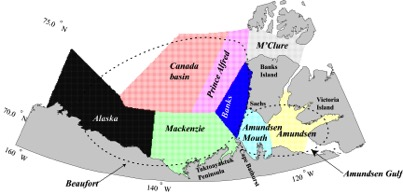 75.0 °N
Canada
basin
Prince Alfred
M'Clure
Banks
Island
Alaska
Mackenzie
Banks
Sachs
Victoria
Island
Amundsen
Mouth
Amundsen
70.0 °N
160 °W
Tuktoyaktuk
Peninsula
Cape Bathurst
120 °W
Beaufort
140 °W
Amundsen Gulf